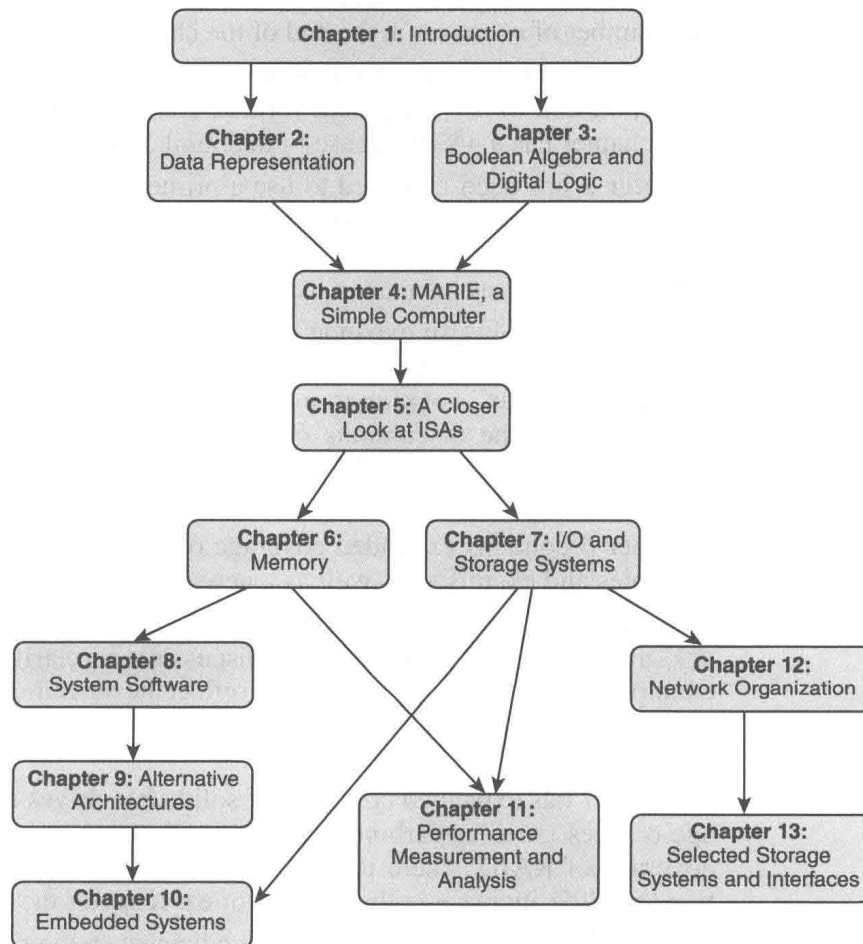 Chapter 1: Introduction
Chapter 2:
Data Representation
Chapter 3:
Boolean Algebra and
Digital Logic
Chapter 4: MARIE, a
Simple Computer
Chapter 5: A Closer
Look at ISAs
Chapter 6:
Memory
Chapter 7: I/O and
Storage Systems
Chapter 8:
System Software
Chapter 12:
Network Organization
Chapter 9: Alternative
Architectures
Chapter 11:
Performance
Measurement and
Analysis
Chapter 13:
Selected Storage
Systems and Interfaces
Chapter 10:
Embedded Systems